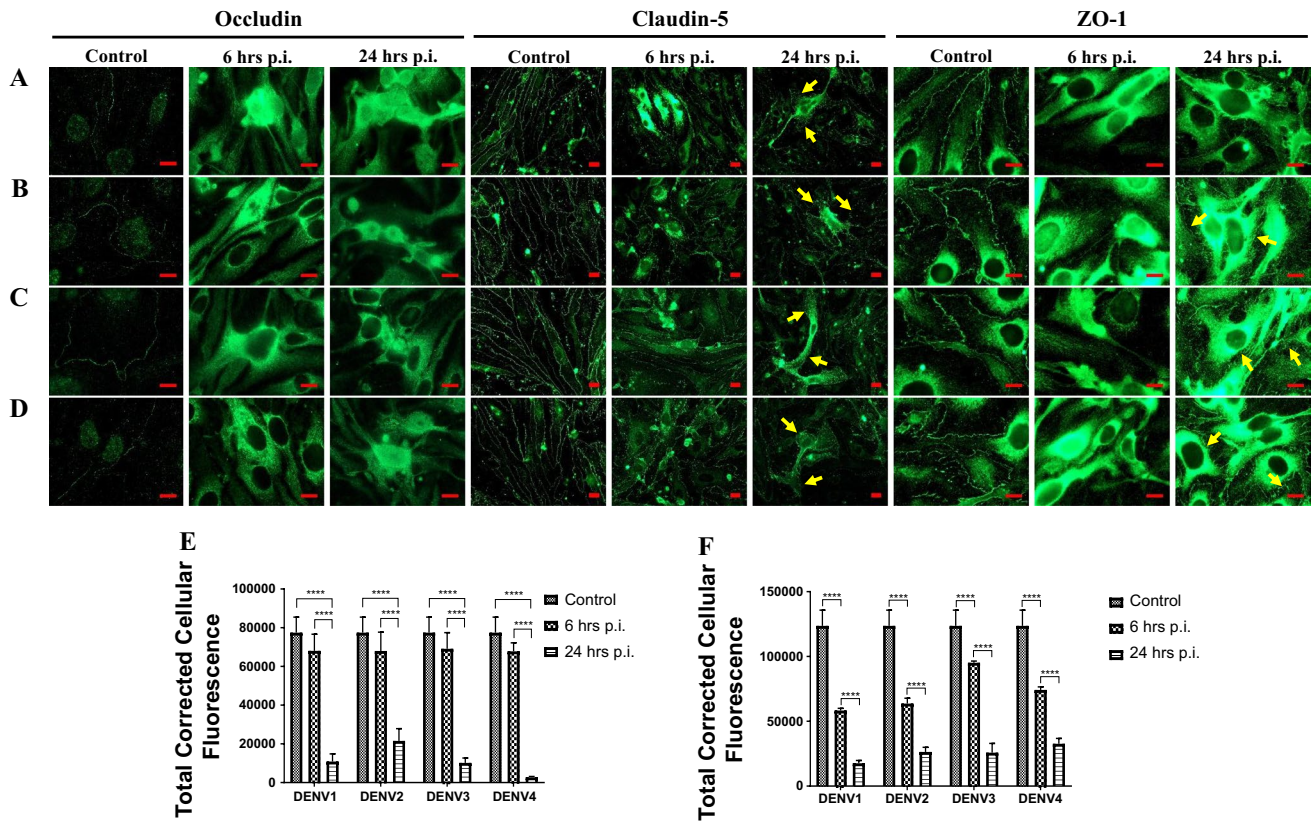 Occludin Claudin-5 ZO-1
Control 6 hrs p.i. 24 hrs p.i. Control 6 hrs p.i. 24 hrs p.i. Control 6 hrs p.i. 24 hrs p.i.
A
B
C
D
E
Total Corrected Cellular
Fluorescence
100000
80000
60000
40000
20000
0
**** **** **** ****
**** **** **** ****
DENV1 DENV2 DENV3 DENV4
Control
6 hrs p.i.
24 hrs p.i.
F
Total Corrected Cellular
Fluorescence
150000
100000
50000
0
**** **** **** ****
**** **** **** ****
DENV1 DENV2 DENV3 DENV4
Control
6 hrs p.i.
24 hrs p.i.